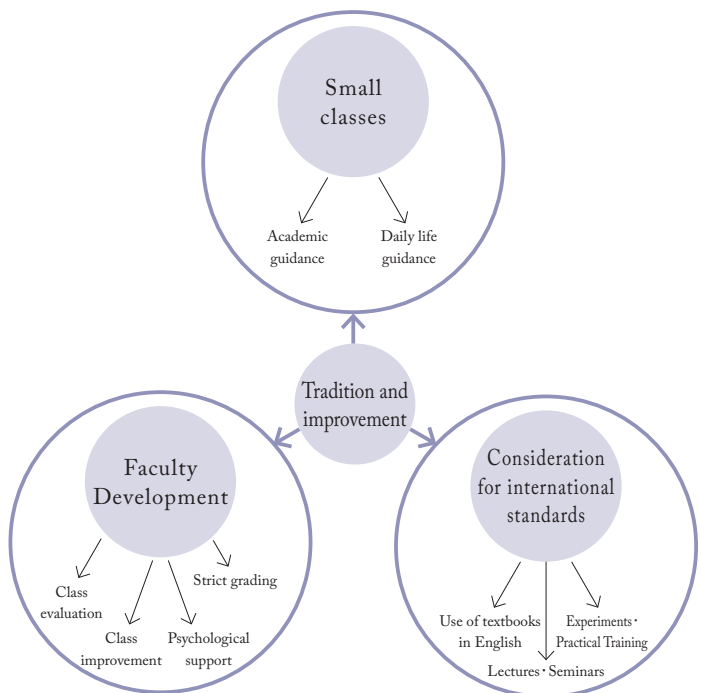 Small
classes
Academic
guidance
Daily life
guidance
Tradition and
improvement
Faculty
Development
Class
evaluation
Class
improvement
Psychological
support
Strict grading
Consideration
for international
standards
Use of textbooks
in English
Lectures・Seminars
Experiments・
Practical Training